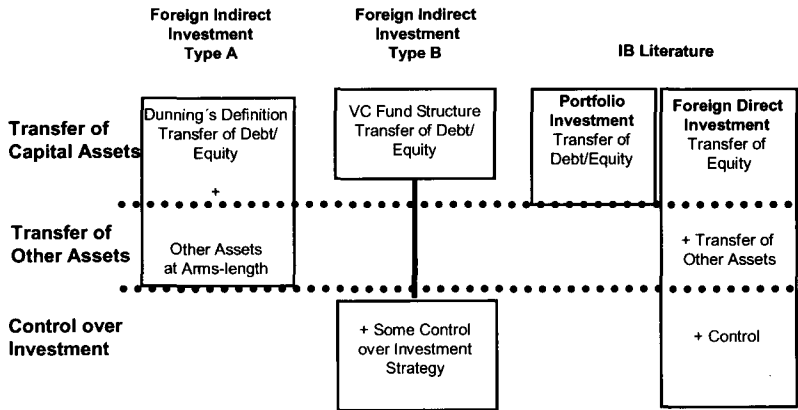 Foreign Indirect
Investment
Type A
Foreign Indirect
Investment
Type B
IB Literature
Transfer of
Capital Assets
Dunning´s Definition
Transfer of Debt/
Equity
+
VC Fund Structure
Transfer of Debt/
Equity
Portfolio
Investment
Transfer of
Debt/Equity
Foreign Direct
Investment
Transfer of
Equity
Transfer of
Other Assets
Other Assets
at Arms-length
+ Transfer of
Other Assets
Control over
Investment
+ Some Control
over Investment
Strategy
+ Control